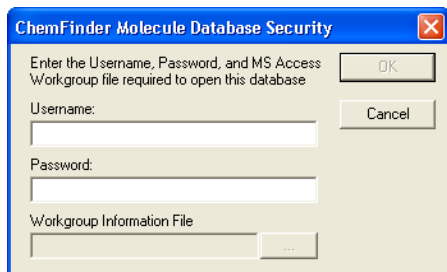 ChemFinder Molecule Database Security
Enter the Username, Password, and MS Access
Workgroup file required to open this database
OK
Username:
Cancel
Password:
Workgroup Information File
...